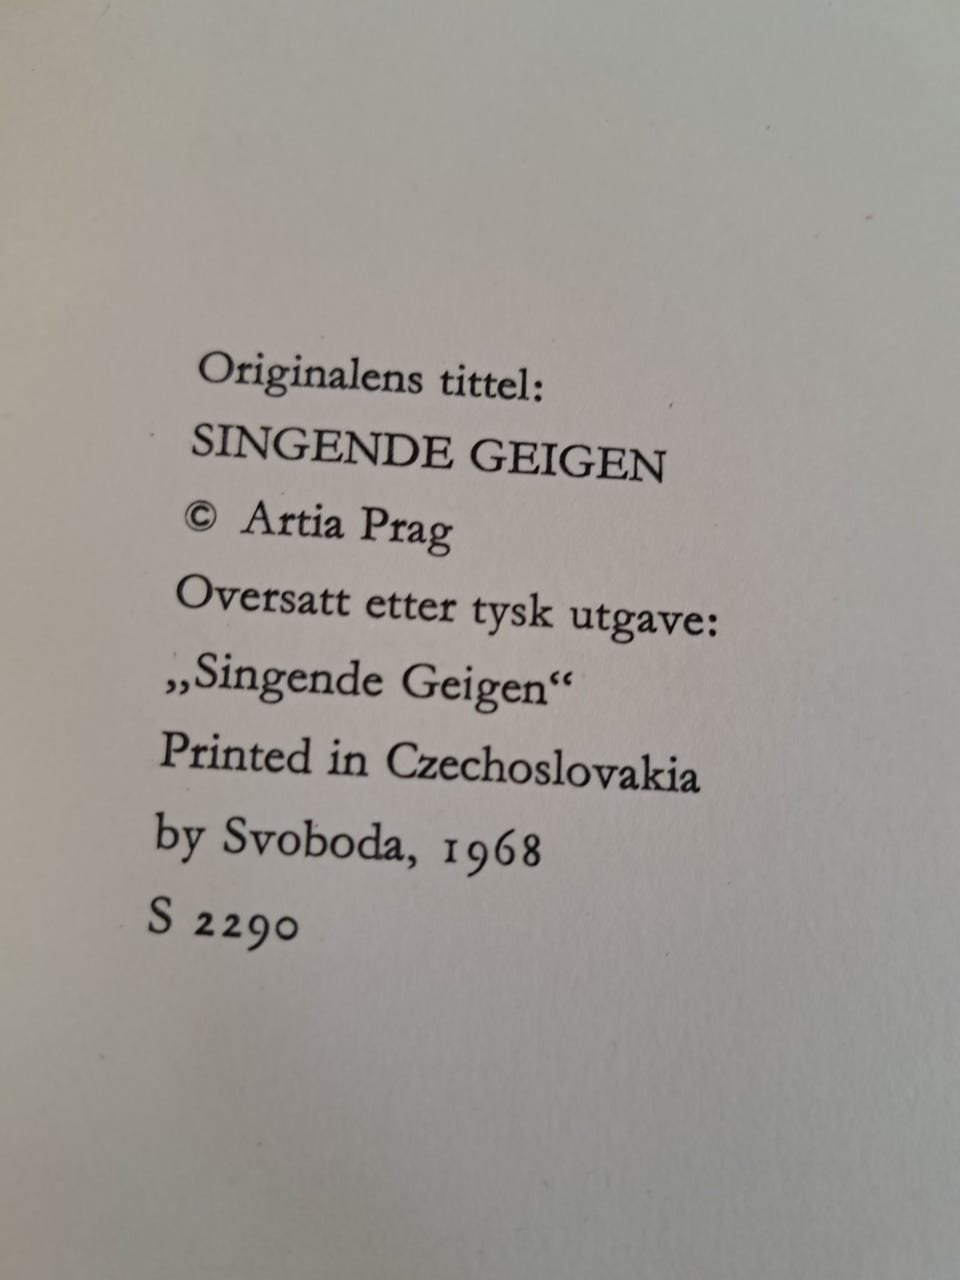 Originalens tittel:
SINGENDE GEIGEN
© Artia Prag
Oversatt etter tysk utgave:
„Singende Geigen“
Printed in Czechoslovakia
by Svoboda, 1968
S 2290